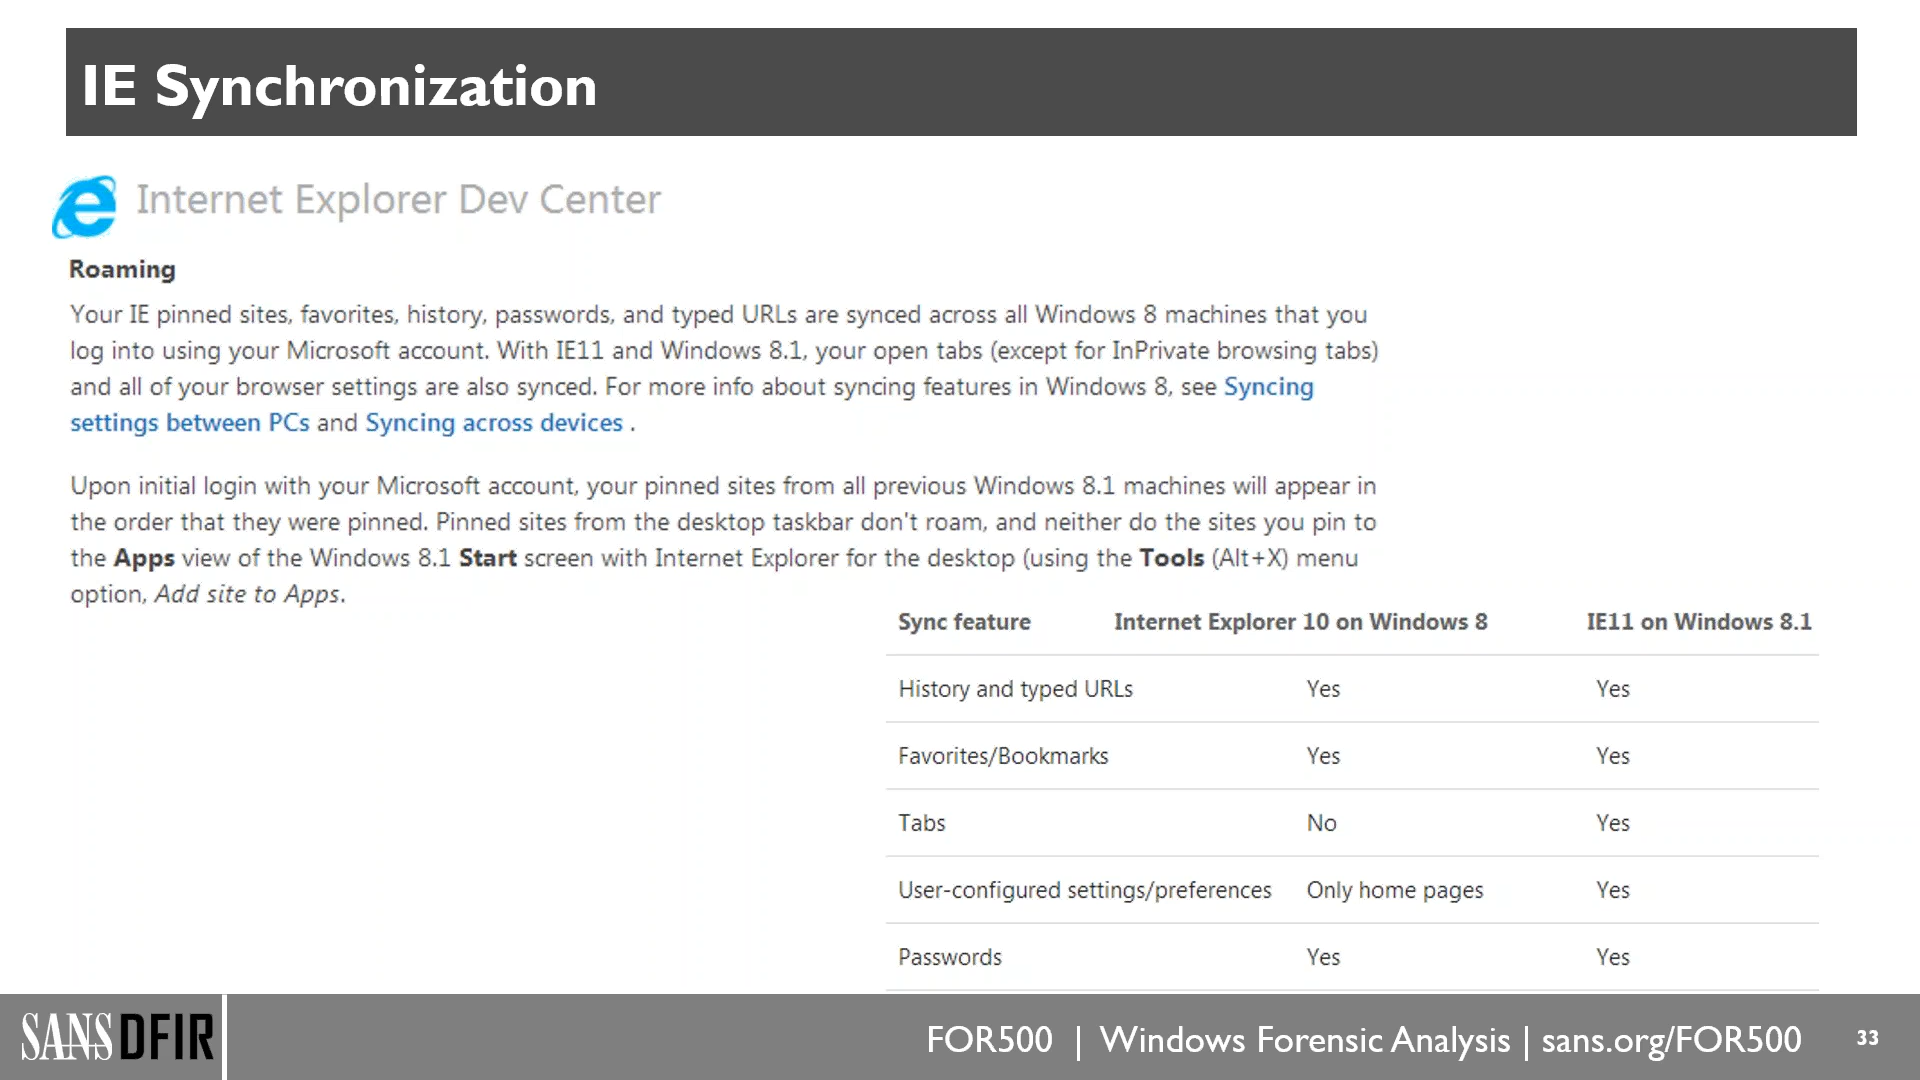 IE Synchronization
Internet Explorer Dev Center
Roaming
Your IE pinned sites, favorites, history, passwords, and typed URLs are synced across all Windows 8 machines that you
log into using your Microsoft account. With IE11 and Windows 8.1, your open tabs (except for InPrivate browsing tabs)
and all of your browser settings are also synced. For more info about syncing features in Windows 8, see Syncing
settings between PCs and Syncing across devices .
Upon initial login with your Microsoft account, your pinned sites from all previous Windows 8.1 machines will appear in
the order that they were pinned. Pinned sites from the desktop taskbar don't roam, and neither do the sites you pin to
the Apps view of the Windows 8.1 Start screen with Internet Explorer for the desktop (using the Tools (Alt+X) menu
option, Add site to Apps.
Sync feature Internet Explorer 10 on Windows 8 IE11 on Windows 8.1
History and typed URLs Yes Yes
Favorites/Bookmarks Yes Yes
Tabs No Yes
User-configured settings/preferences Only home pages Yes
Passwords Yes Yes
SANS DFIR
FOR500 | Windows Forensic Analysis | sans.org/FOR500 33